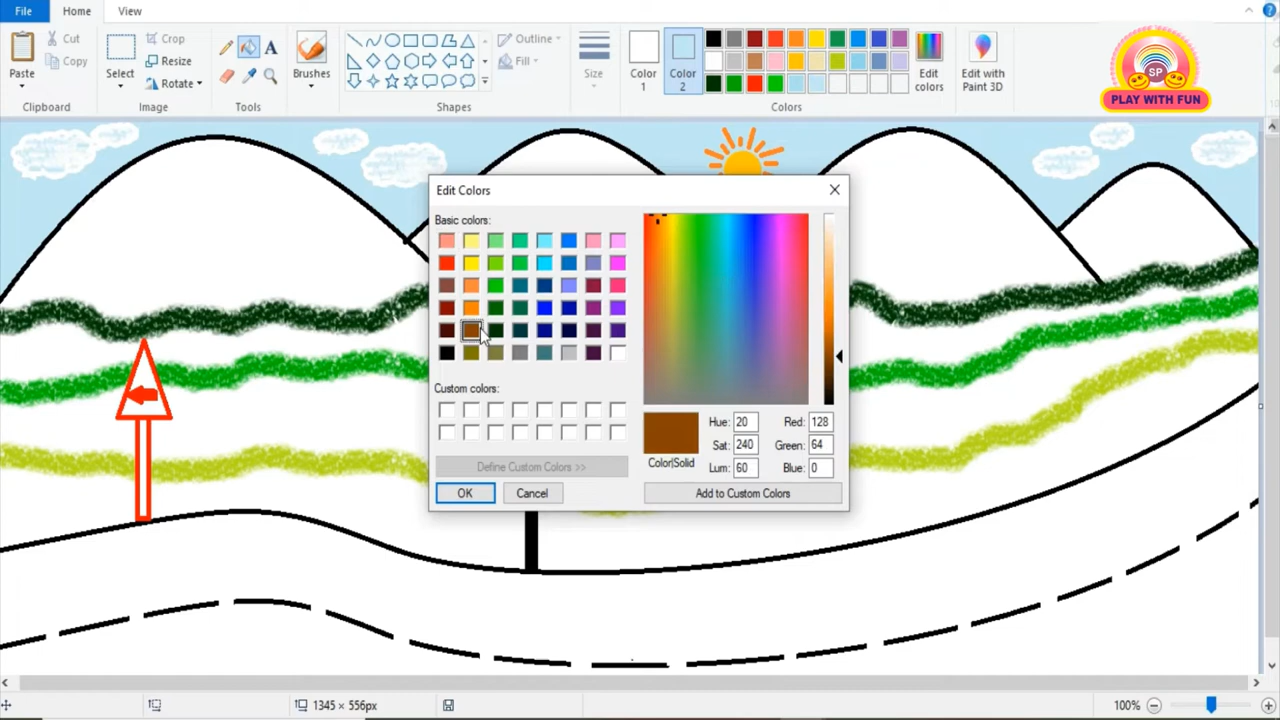 File Home View
Paste
Cut
Copy
Clipboard
Select
Crop
Resize
Rotate
Image
A
Tools
Brushes
Outline
Fill
Shapes
Size
Color 1
Color 2
Edit colors
Colors
Edit with Paint 3D
SP
PLAY WITH FUN
Edit Colors
Basic colors:
Custom colors:
Define Custom Colors >>
OK Cancel
Color|Solid
Hue: 20 Red: 128
Sat: 240 Green: 64
Lum: 60 Blue: 0
Add to Custom Colors
1345 × 556px 100%